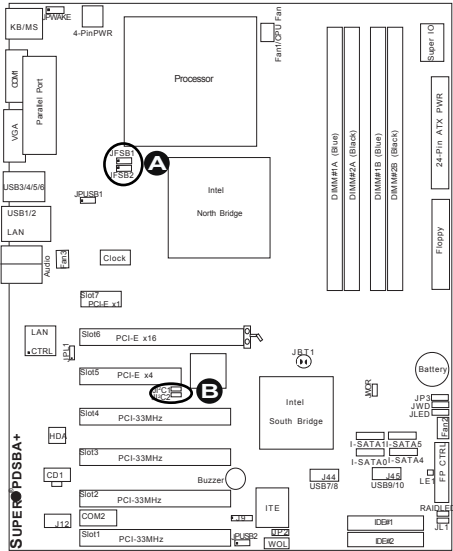 KB/MS
JPWAKE
4-PinPWR
Fan1/CPU Fan
Super IO
COM1
Parallel Port
VGA
Processor
JFSB1
JFSB2
A
DIMM#1A (Blue)
DIMM#2A (Black)
DIMM#1B (Blue)
DIMM#2B (Black)
24-Pin ATX PWR
USB3/4/5/6
JPUSB1
Intel
North Bridge
USB1/2
LAN
Floppy
Audio
Fan3
Clock
Slot7
PCI-E x1
LAN
CTRL
JPL1
Slot6
PCI-E x16
JBT1
Battery
Slot5
PCI-E x4
B
JWOR
JP3
JWD
JLED
Fan2
Slot4
PCI-33MHz
Intel
South Bridge
HDA
I-SATA1
I-SATA5
I-SATA0
I-SATA4
FP CTRL
Slot3
PCI-33MHz
CD1
Buzzer
J44
USB7/8
J45
USB9/10
LE1
SUPER PDSBA+
Slot2
PCI-33MHz
ITE
RAIDLED
J12
COM2
J9
IDE#1
JL1
Slot1
PCI-33MHz
JPUSB2
JP2
WOL
IDE#2